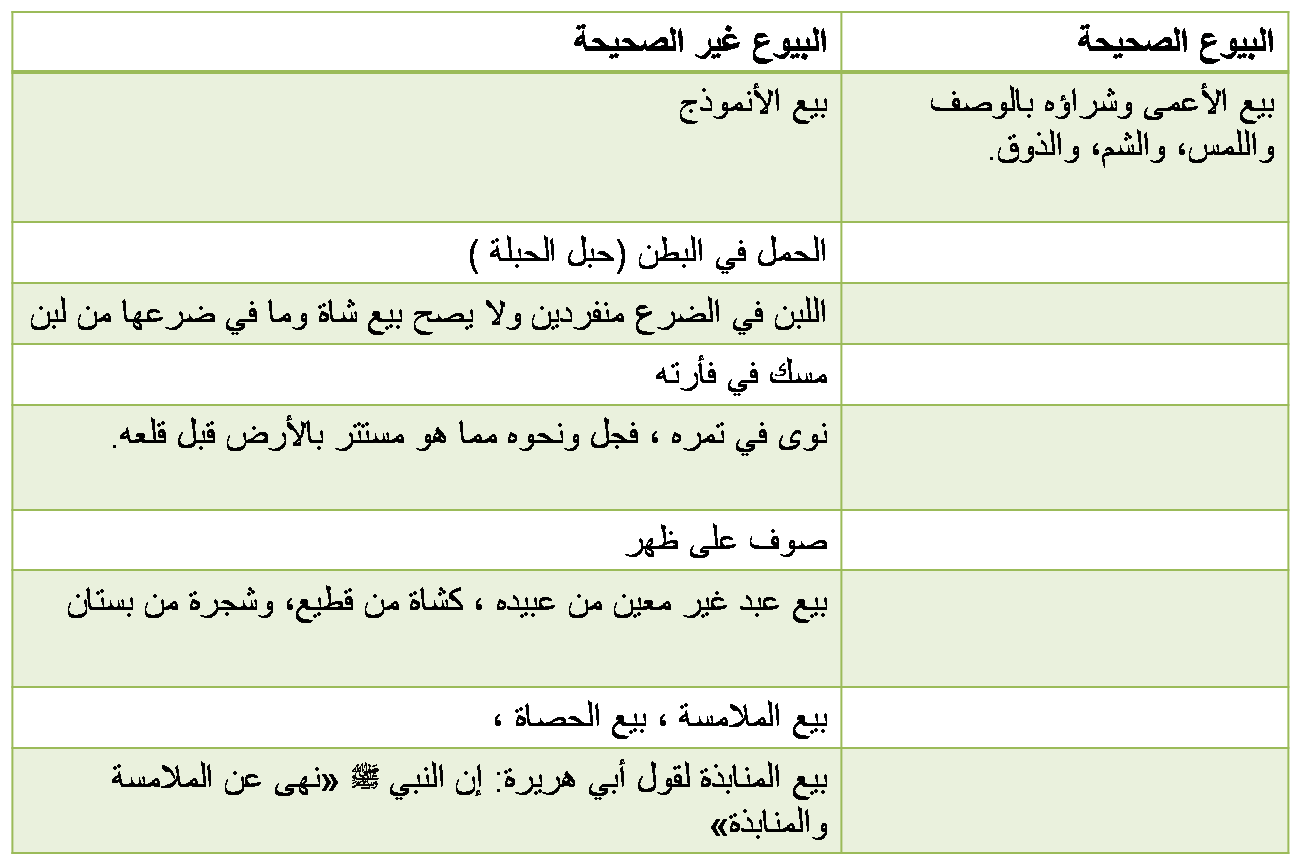 البيوع الصحيحة
البيوع غير الصحيحة
بيع الأعمى وشراؤه بالوصف
واللمس، والشم، والذوق.
بيع الأنموذج
الحمل في البطن (حبل الحبلة )
اللبن في الضرع منفردين ولا يصح بيع شاة وما في ضرعها من لبن
مسك في فأرته
نوى في تمره ، فجل ونحوه مما هو مستتر بالأرض قبل قلعه.
صوف على ظهر
بيع عبد غير معين من عبيده ، كشاة من قطيع، وشجرة من بستان
بيع الملامسة ، بيع الحصاة ،
بيع المنابذة لقول أبي هريرة: إن النبي ﷺ «نهى عن الملامسة
والمنابذة»